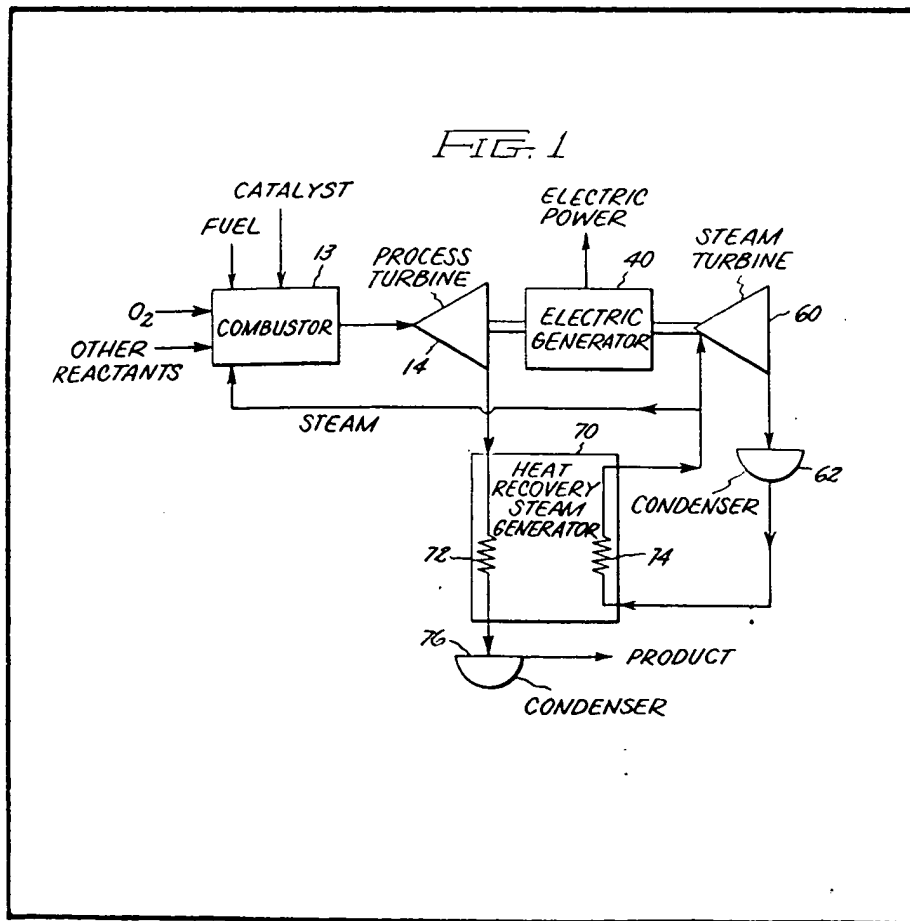 FIG. 1
CATALYST
FUEL
13
O2
COMBUSTOR
OTHER
REACTANTS
PROCESS
TURBINE
14
ELECTRIC
POWER
40
ELECTRIC
GENERATOR
STEAM
TURBINE
60
STEAM
70
HEAT
RECOVERY
STEAM
GENERATOR
72
74
CONDENSER
62
76
PRODUCT
CONDENSER